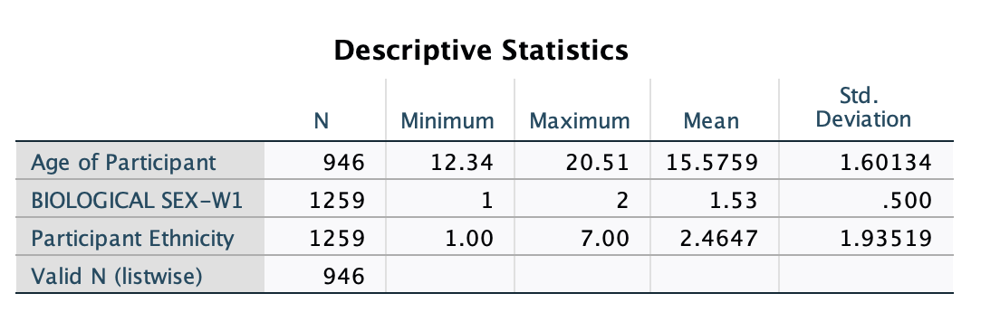 Descriptive Statistics
N Minimum Maximum Mean Std. Deviation
Age of Participant 946 12.34 20.51 15.5759 1.60134
BIOLOGICAL SEX-W1 1259 1 2 1.53 .500
Participant Ethnicity 1259 1.00 7.00 2.4647 1.93519
Valid N (listwise) 946